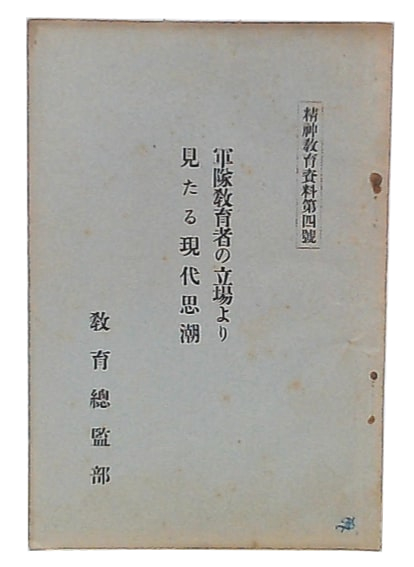 精神教育資料第四號
軍隊教育者の立場より
見たる現代思潮
教育總監部